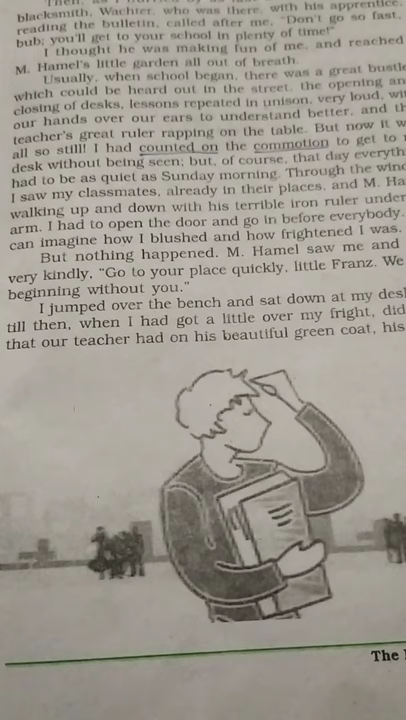 blacksmith, Wachter, who was there, with his apprentice,
reading the bulletin, called after me, "Don't go so fast,
bub; you'll get to your school in plenty of time!"
I thought he was making fun of me, and reached
M. Hamel's little garden all out of breath.
Usually, when school began, there was a great bustle
which could be heard out in the street, the opening an
closing of desks, lessons repeated in unison, very loud, wi
our hands over our ears to understand better, and th
teacher's great ruler rapping on the table. But now it w
all so still! I had counted on the commotion to get to
desk without being seen; but, of course, that day everyth
had to be as quiet as Sunday morning. Through the wind
I saw my classmates, already in their places, and M. Ha
walking up and down with his terrible iron ruler under
arm. I had to open the door and go in before everybody.
can imagine how I blushed and how frightened I was.
But nothing happened. M. Hamel saw me and
very kindly, "Go to your place quickly, little Franz. We
beginning without you."
I jumped over the bench and sat down at my des
till then, when I had got a little over my fright, did
that our teacher had on his beautiful green coat, his
The